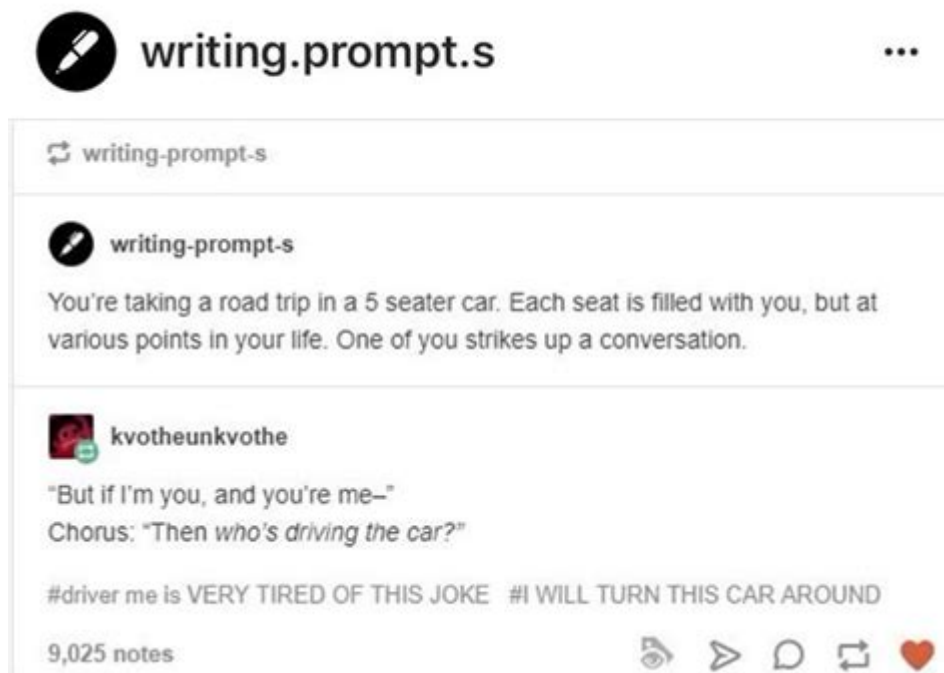 writing.prompt.s
writing-prompt-s
writing-prompt-s
You're taking a road trip in a 5 seater car. Each seat is filled with you, but at
various points in your life. One of you strikes up a conversation.
kvotheunkvothe
“But if I'm you, and you're me–”
Chorus: “Then who's driving the car?”
#driver me is VERY TIRED OF THIS JOKE #I WILL TURN THIS CAR AROUND
9,025 notes